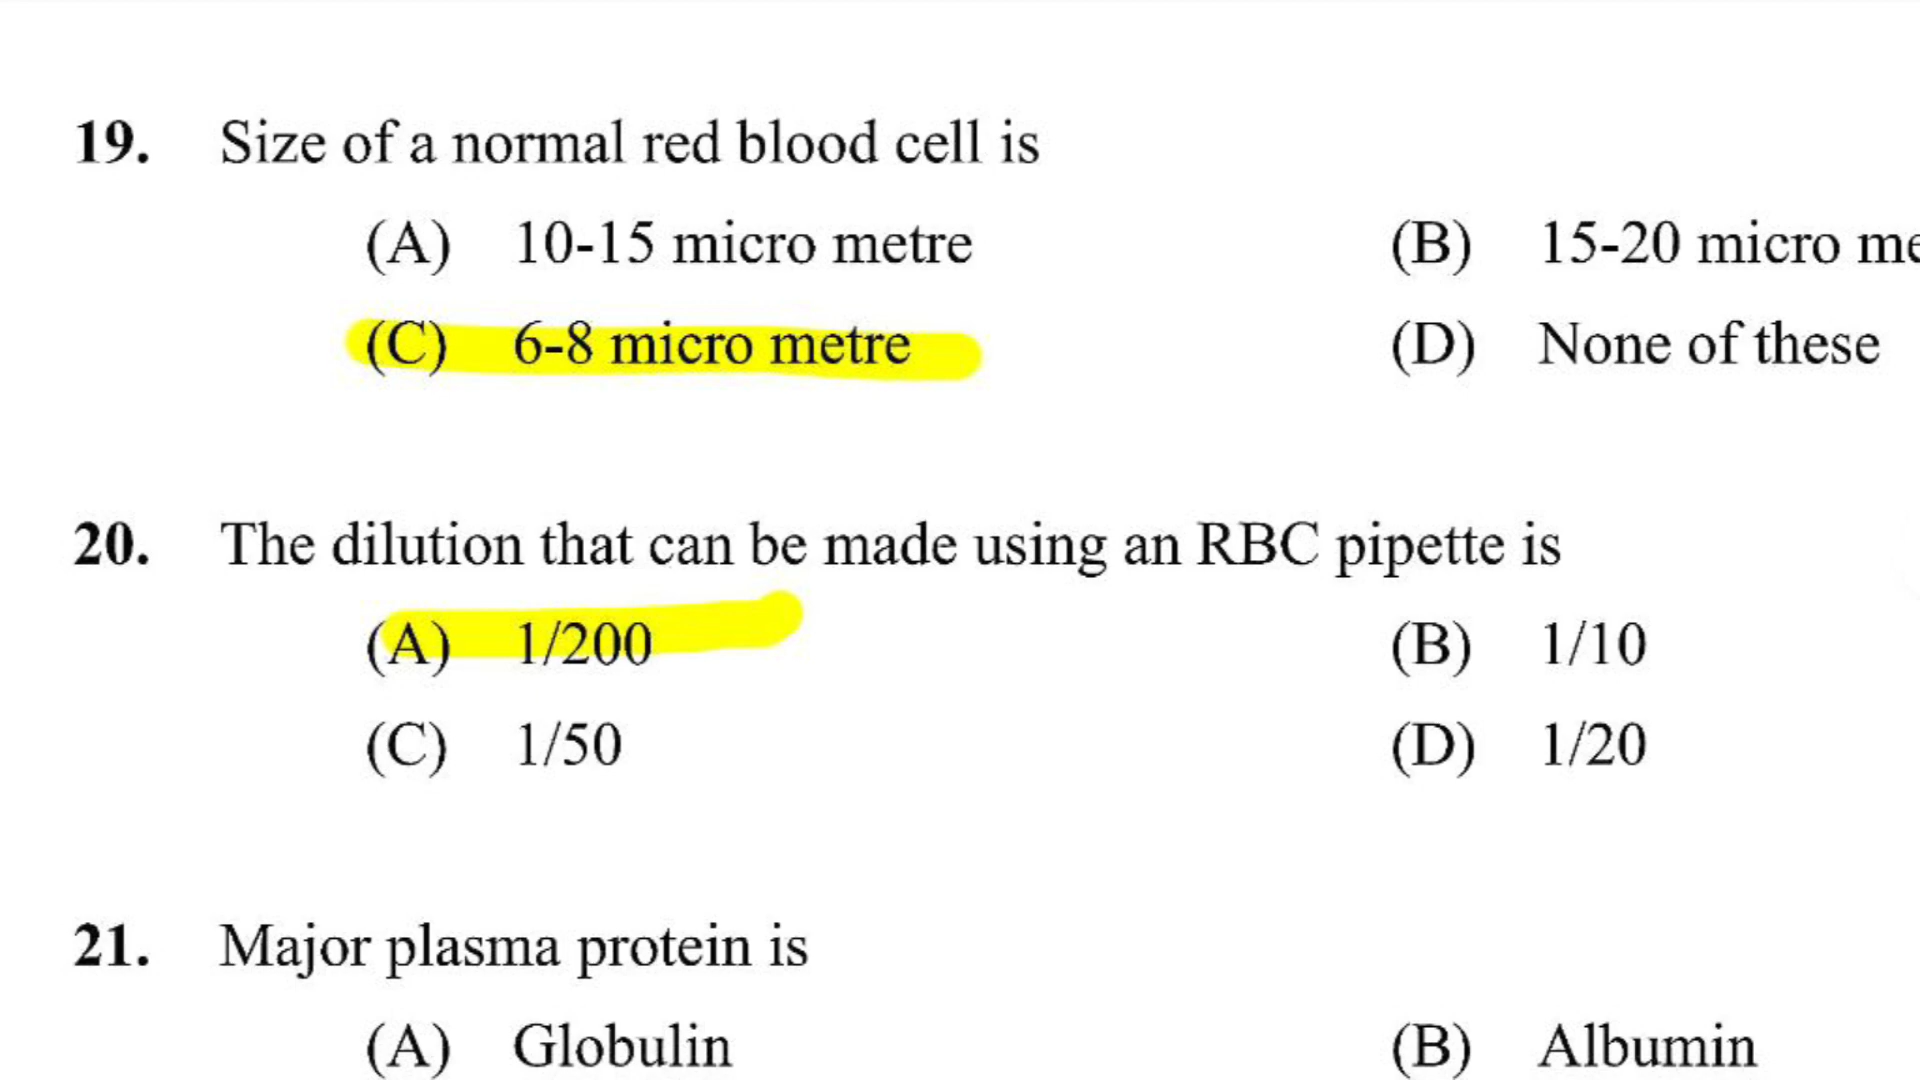 19. Size of a normal red blood cell is
(A) 10-15 micro metre (B) 15-20 micro me
(C) 6-8 micro metre (D) None of these
20. The dilution that can be made using an RBC pipette is
(A) 1/200 (B) 1/10
(C) 1/50 (D) 1/20
21. Major plasma protein is
(A) Globulin (B) Albumin